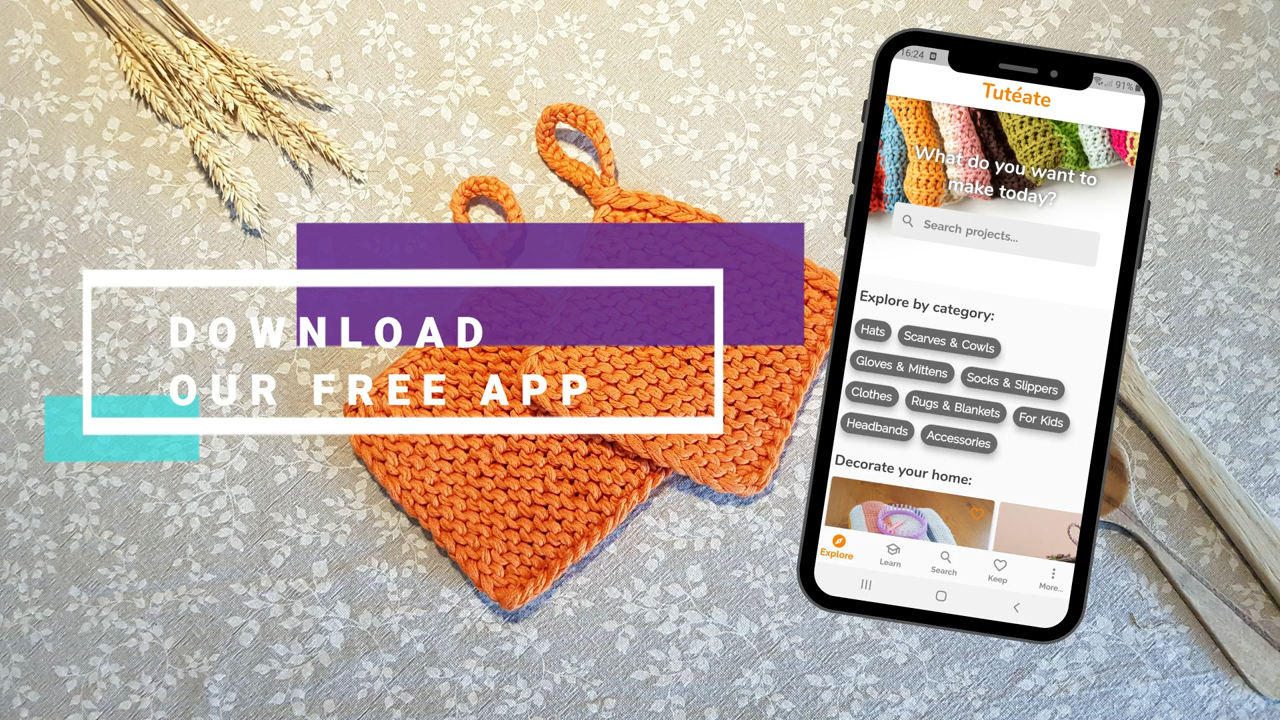 DOWNLOAD
OUR FREE APP
16:24
91%
Tutéate
What do you want to
make today?
Search projects...
Explore by category:
Hats
Scarves & Cowls
Gloves & Mittens
Socks & Slippers
Clothes
Rugs & Blankets
For Kids
Headbands
Accessories
Decorate your home:
Explore
Learn
Search
Keep
More...